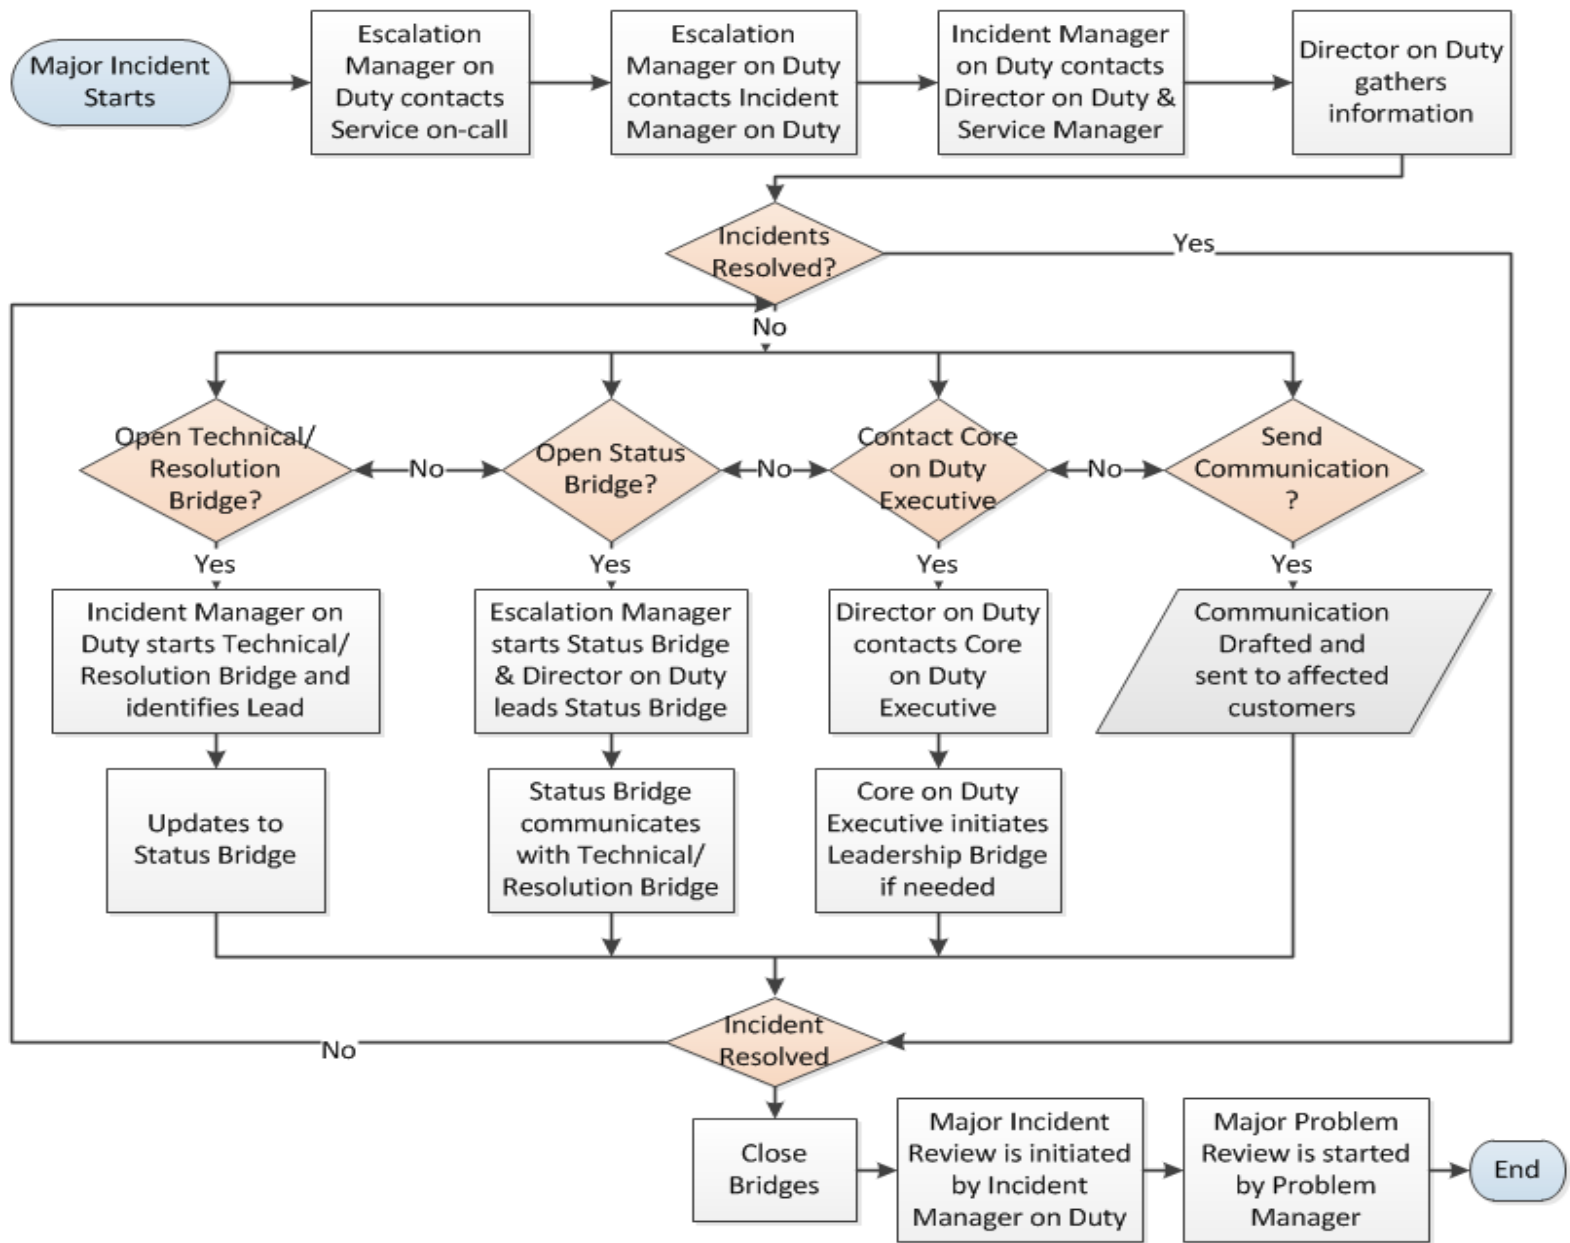 Major Incident
Starts
Escalation
Manager on
Duty contacts
Service on-call
Escalation
Manager on Duty
contacts Incident
Manager on Duty
Incident Manager
on Duty contacts
Director on Duty &
Service Manager
Director on Duty
gathers
information
Incidents
Resolved?
Yes
No
Open Technical/
Resolution
Bridge?
No
Open Status
Bridge?
No
Contact Core
on Duty
Executive
No
Send
Communication
?
Yes
Yes
Yes
Yes
Incident Manager on
Duty starts Technical/
Resolution Bridge and
identifies Lead
Escalation Manager
starts Status Bridge
& Director on Duty
leads Status Bridge
Director on Duty
contacts Core
on Duty
Executive
Communication
Drafted and
sent to affected
customers
Updates to
Status Bridge
Status Bridge
communicates
with Technical/
Resolution Bridge
Core on Duty
Executive initiates
Leadership Bridge
if needed
Incident
Resolved
No
Close
Bridges
Major Incident
Review is initiated
by Incident
Manager on Duty
Major Problem
Review is started
by Problem
Manager
End